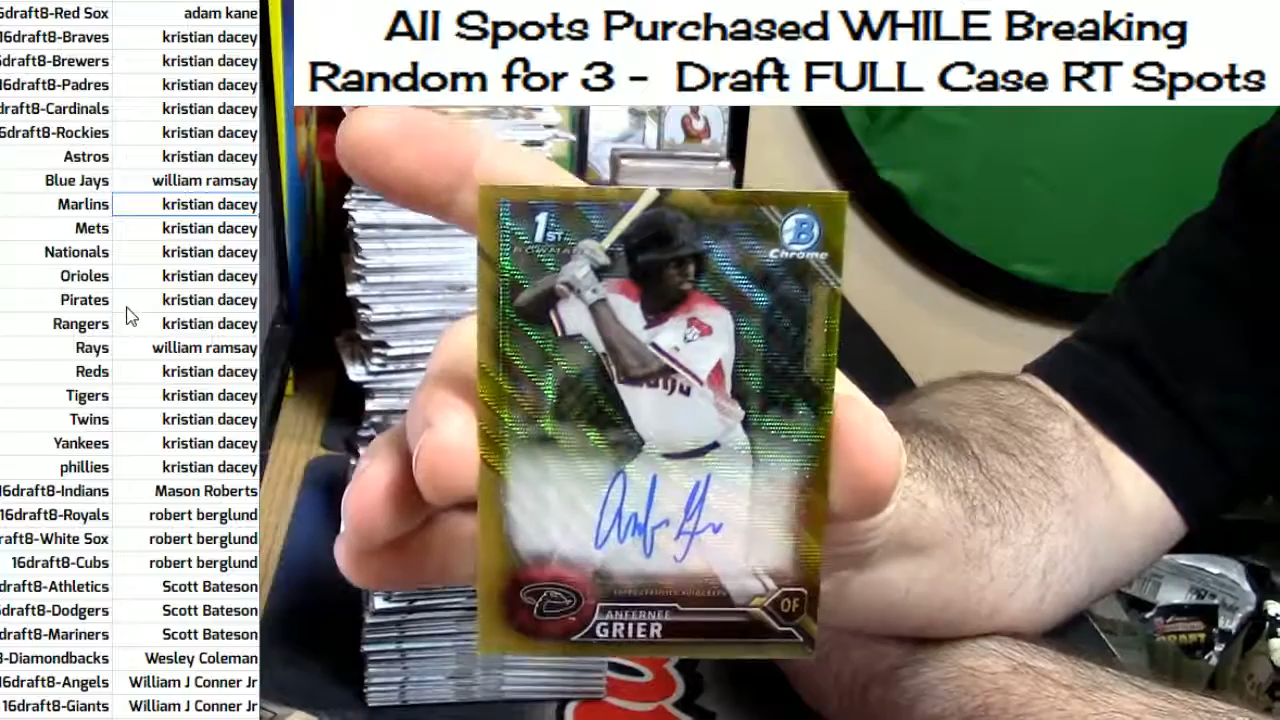 All Spots Purchased WHILE Breaking
Random for 3 - Draft FULL Case RT Spots
6draft8-Red Sox adam kane
16draft8-Braves kristian dacey
6draft8-Brewers kristian dacey
16draft8-Padres kristian dacey
draft8-Cardinals kristian dacey
6draft8-Rockies kristian dacey
Astros kristian dacey
Blue Jays william ramsay
Marlins kristian dacey
Mets kristian dacey
Nationals kristian dacey
Orioles kristian dacey
Pirates kristian dacey
Rangers kristian dacey
Rays william ramsay
Reds kristian dacey
Tigers kristian dacey
Twins kristian dacey
Yankees kristian dacey
phillies kristian dacey
16draft8-Indians Mason Roberts
16draft8-Royals robert berglund
raft8-White Sox robert berglund
16draft8-Cubs robert berglund
draft8-Athletics Scott Bateson
6draft8-Dodgers Scott Bateson
draft8-Mariners Scott Bateson
8-Diamondbacks Wesley Coleman
16draft8-Angels William J Conner Jr
16draft8-Giants William J Conner Jr
1ST
BOWMAN
B
Chrome
TOPPS CERTIFIED AUTOGRAPH
ANFERNEE
GRIER
OF
DRAFT